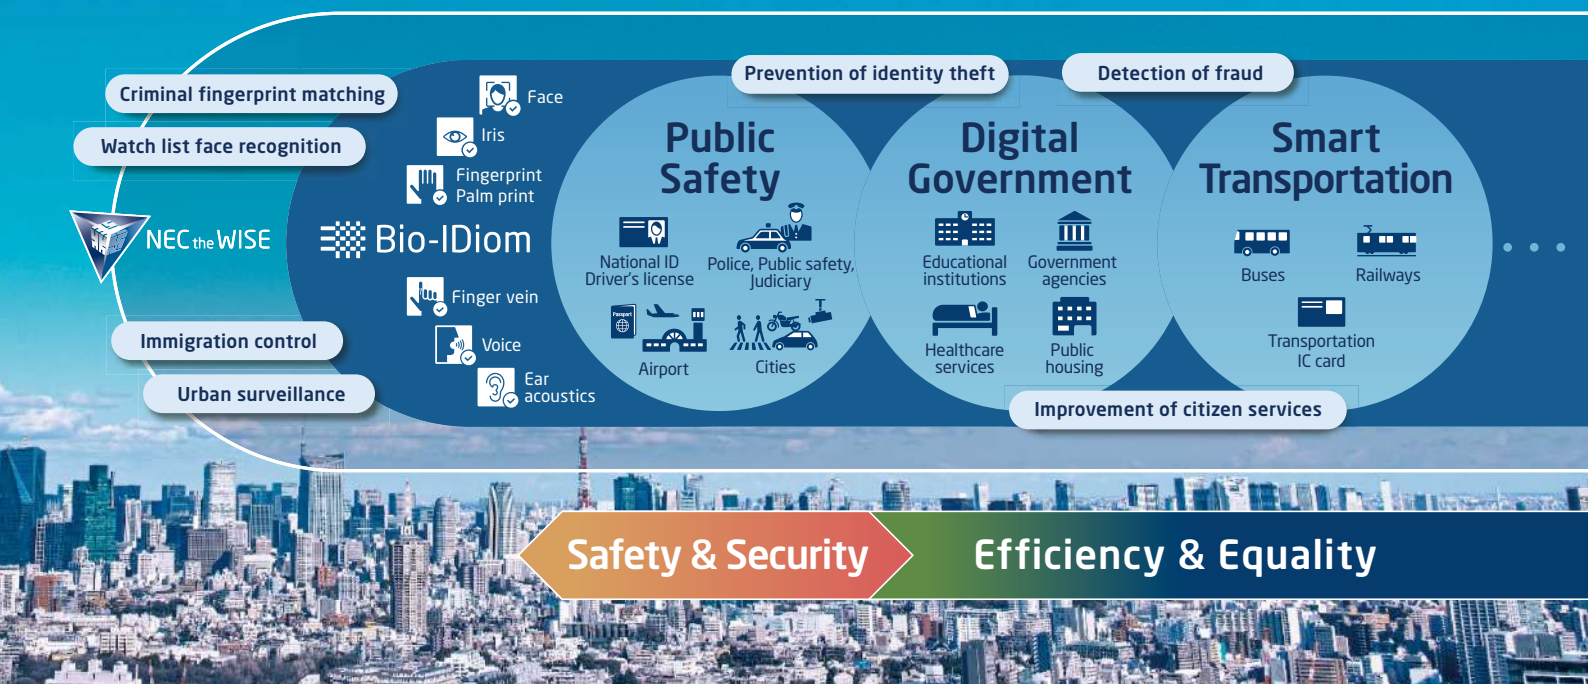 Criminal fingerprint matching
Watch list face recognition
NEC the WISE
Immigration control
Urban surveillance
Face
Iris
Fingerprint
Palm print
Bio-IDiom
Finger vein
Voice
Ear
acoustics
Prevention of identity theft
Detection of fraud
Public
Safety
National ID
Driver's license
Police, Public safety,
Judiciary
Passport
Airport
Cities
Digital
Government
Educational
institutions
Government
agencies
Healthcare
services
Public
housing
Smart
Transportation
Buses
Railways
Transportation
IC card
Improvement of citizen services
Safety & Security
Efficiency & Equality